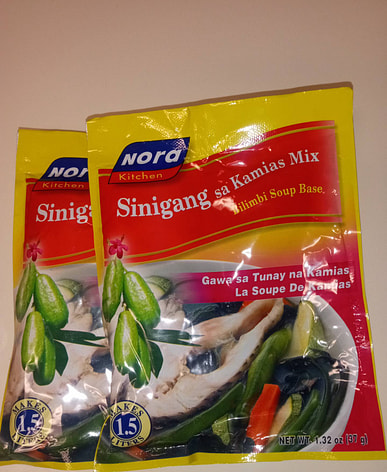 Nora
Kitchen
Sinigang
MAKES
1.5
LITERS
Nora
Kitchen
Sinigang sa Kamias Mix
Bilimbi Soup Base
Gawa sa Tunay na Kamias
La Soupe De Kamias
MAKES
1.5
LITERS
NET WT. 1.32 oz